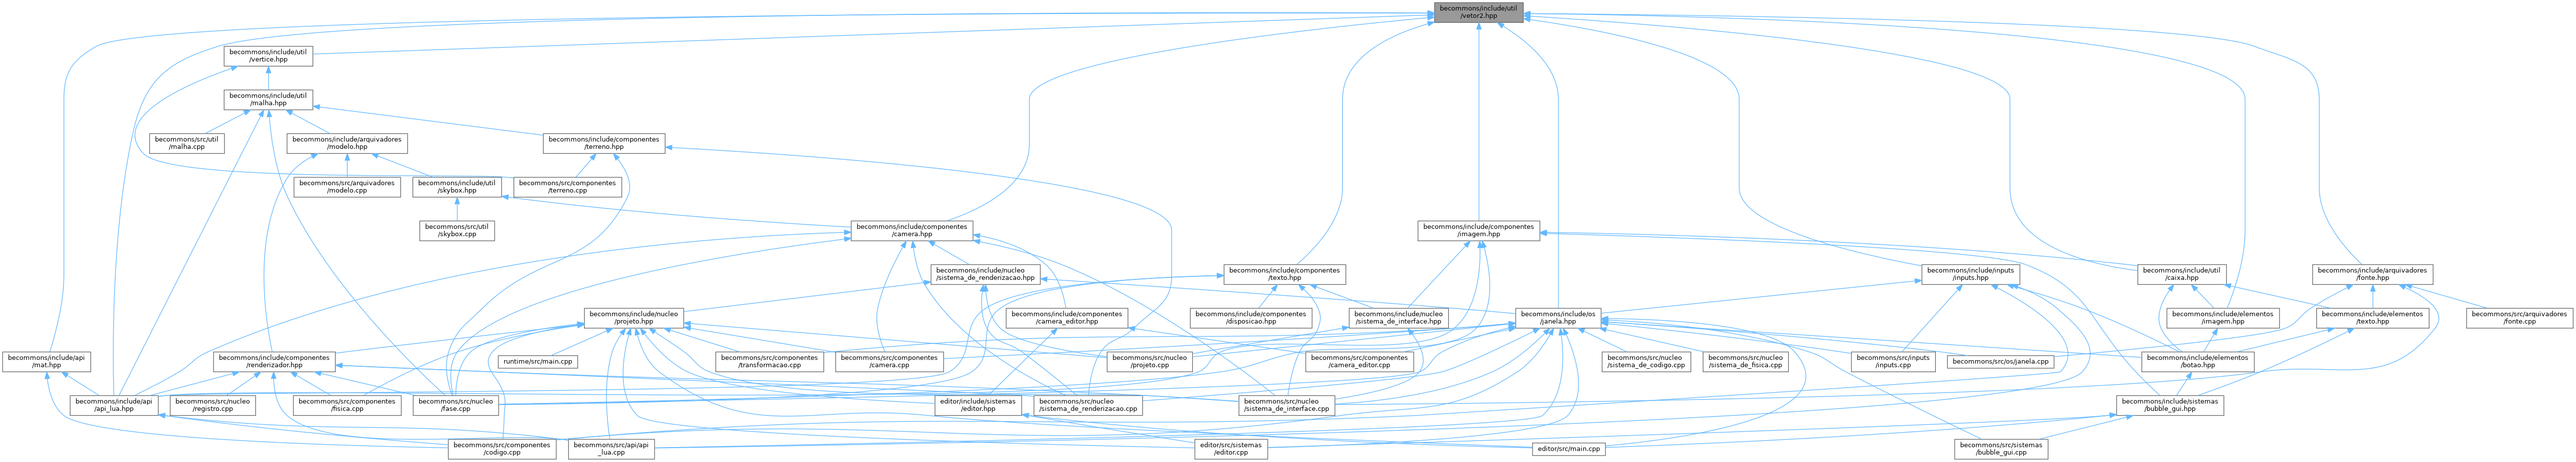 becommons/include/util
/vetor2.hpp
becommons/include/util
/vertice.hpp
becommons/include/util
/malha.hpp
becommons/src/util
/malha.cpp
becommons/include/arquivadores
/modelo.hpp
becommons/include/componentes
/terreno.hpp
becommons/src/arquivadores
/modelo.cpp
becommons/include/util
/skybox.hpp
becommons/src/componentes
/terreno.cpp
becommons/src/util
/skybox.cpp
becommons/include/componentes
/camera.hpp
becommons/include/componentes
/imagem.hpp
becommons/include/nucleo
/sistema_de_renderizacao.hpp
becommons/include/componentes
/texto.hpp
becommons/include/inputs
/inputs.hpp
becommons/include/util
/caixa.hpp
becommons/include/arquivadores
/fonte.hpp
becommons/include/nucleo
/projeto.hpp
becommons/include/componentes
/camera_editor.hpp
becommons/include/componentes
/disposicao.hpp
becommons/include/nucleo
/sistema_de_interface.hpp
becommons/include/os
/janela.hpp
becommons/include/elementos
/imagem.hpp
becommons/include/elementos
/texto.hpp
becommons/src/arquivadores
/fonte.cpp
becommons/include/api
/mat.hpp
becommons/include/componentes
/renderizador.hpp
runtime/src/main.cpp
becommons/src/componentes
/transformacao.cpp
becommons/src/componentes
/camera.cpp
becommons/src/nucleo
/projeto.cpp
becommons/src/componentes
/camera_editor.cpp
becommons/src/nucleo
/sistema_de_codigo.cpp
becommons/src/nucleo
/sistema_de_fisica.cpp
becommons/src/inputs
/inputs.cpp
becommons/src/os/janela.cpp
becommons/include/elementos
/botao.hpp
becommons/include/api
/api_lua.hpp
becommons/src/nucleo
/registro.cpp
becommons/src/componentes
/fisica.cpp
becommons/src/nucleo
/fase.cpp
editor/include/sistemas
/editor.hpp
becommons/src/nucleo
/sistema_de_renderizacao.cpp
becommons/src/nucleo
/sistema_de_interface.cpp
becommons/include/sistemas
/bubble_gui.hpp
becommons/src/componentes
/codigo.cpp
becommons/src/api/api
_lua.cpp
editor/src/sistemas
/editor.cpp
editor/src/main.cpp
becommons/src/sistemas
/bubble_gui.cpp